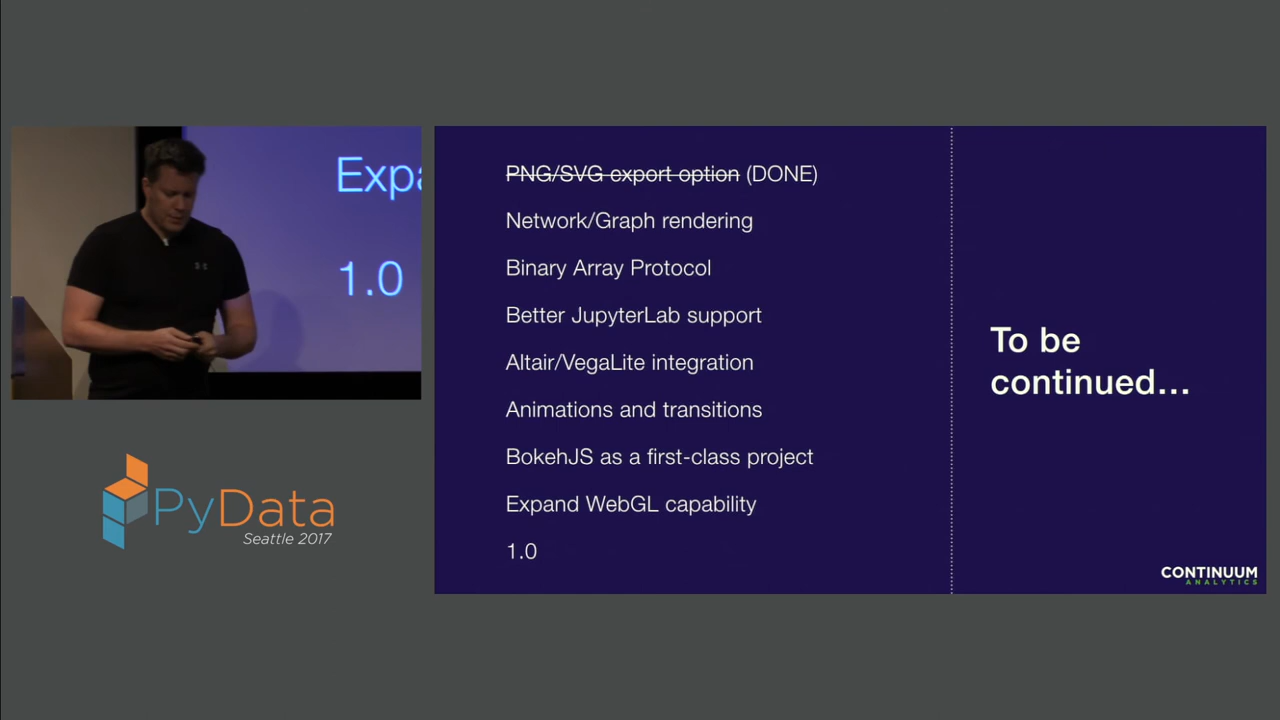 Expa
1.0
PyData
Seattle 2017
PNG/SVG export option (DONE)
Network/Graph rendering
Binary Array Protocol
Better JupyterLab support
Altair/VegaLite integration
Animations and transitions
BokehJS as a first-class project
Expand WebGL capability
1.0
To be
continued...
CONTINUUM
ANALYTICS